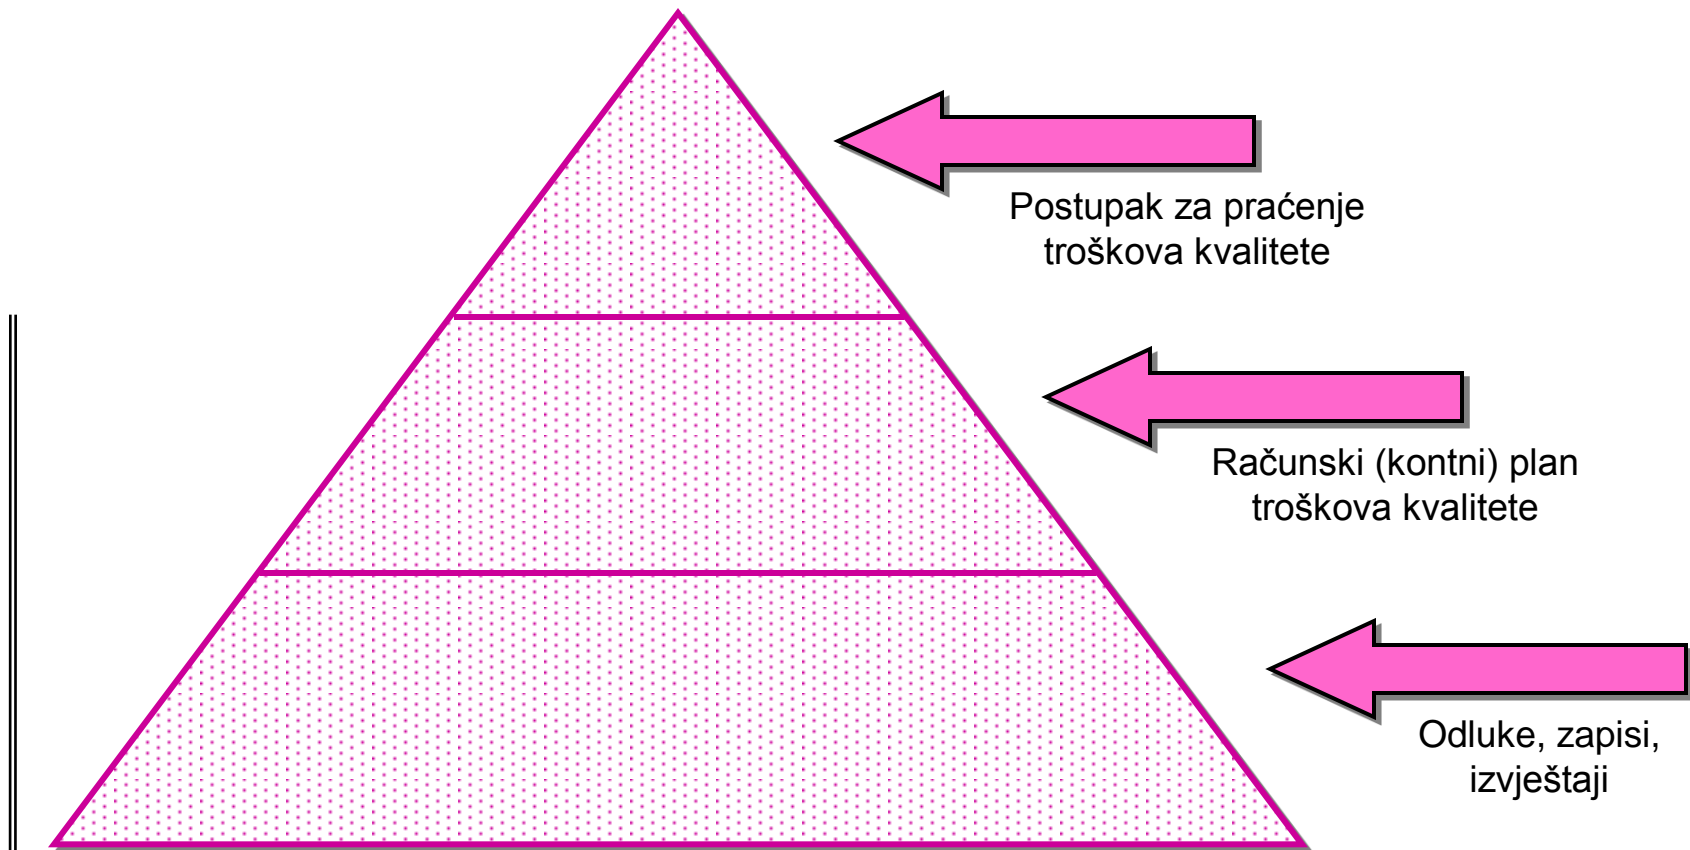 Postupak za praćenje
troškova kvalitete
Računski (kontni) plan
troškova kvalitete
Odluke, zapisi,
izvještaji